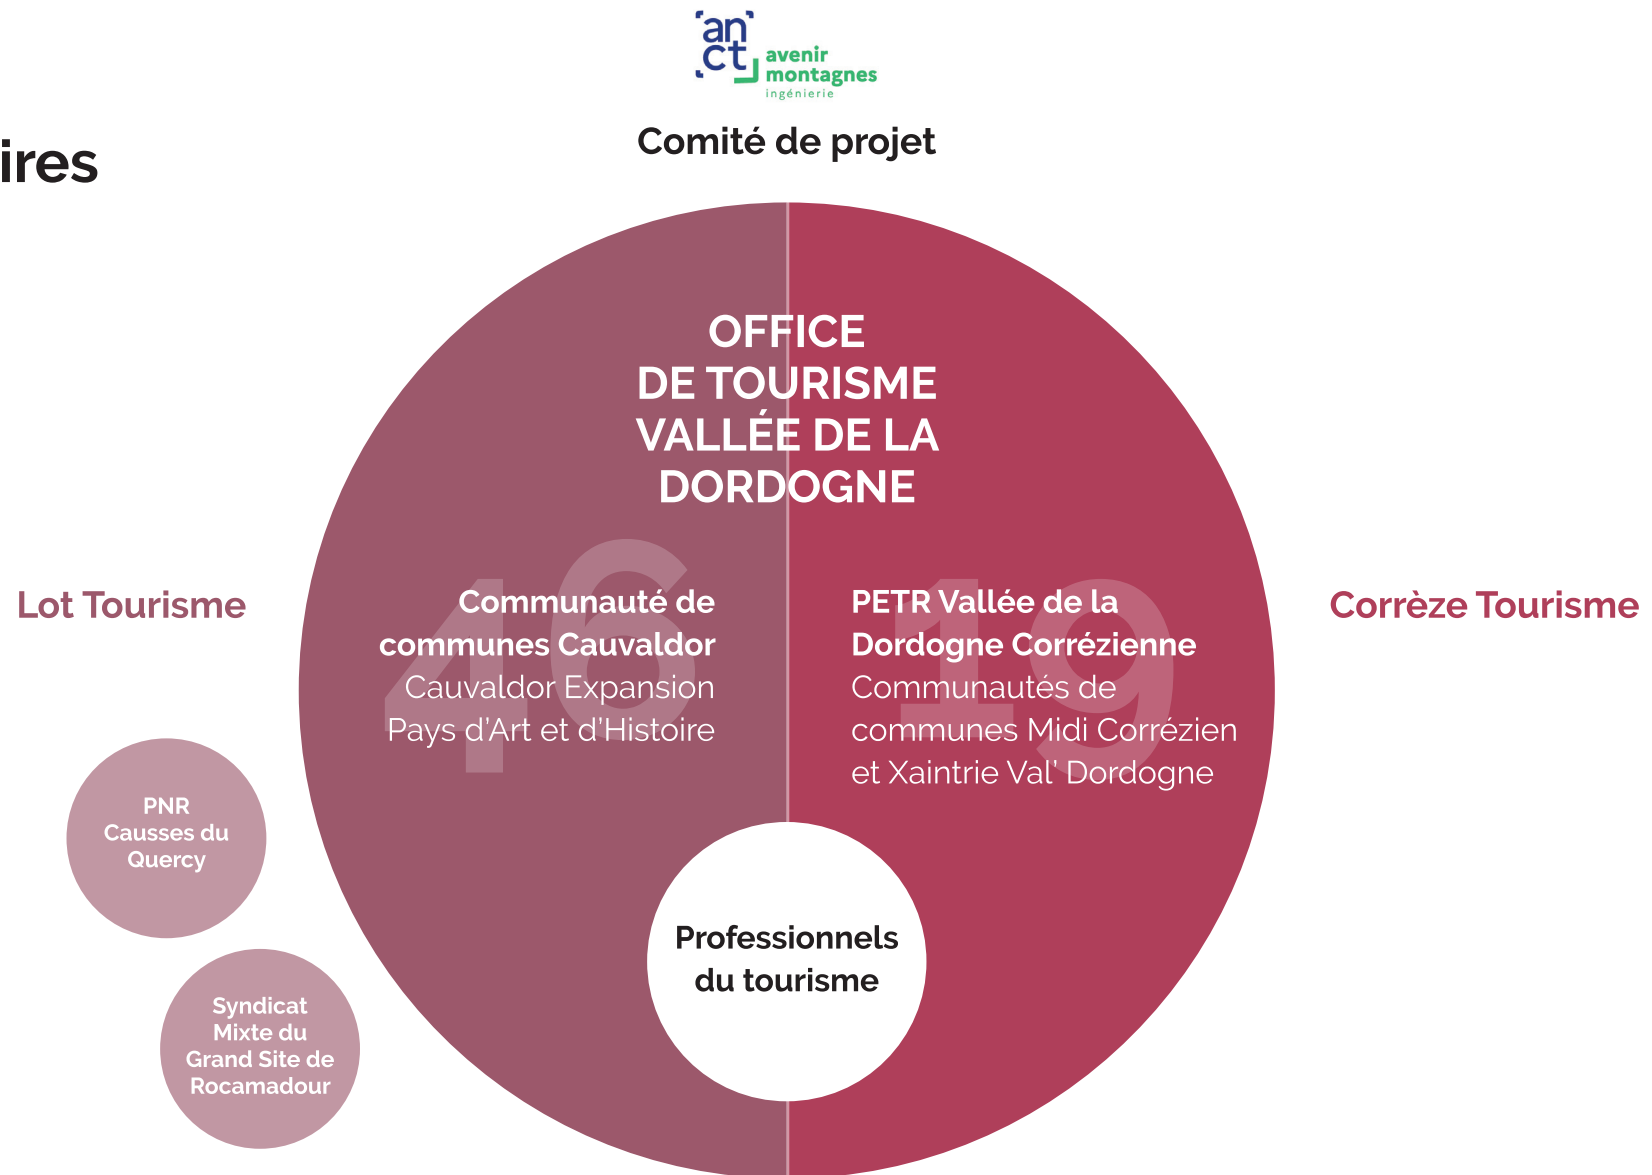 an
ct
avenir
montagnes
ingénierie
Comité de projet
ires
OFFICE
DE TOURISME
VALLÉE DE LA
DORDOGNE
46
19
Lot Tourisme
Communauté de
communes Cauvaldor
Cauvaldor Expansion
Pays d'Art et d'Histoire
PETR Vallée de la
Dordogne Corrézienne
Communautés de
communes Midi Corrézien
et Xaintrie Val' Dordogne
Corrèze Tourisme
PNR
Causses du
Quercy
Professionnels
du tourisme
Syndicat
Mixte du
Grand Site de
Rocamadour